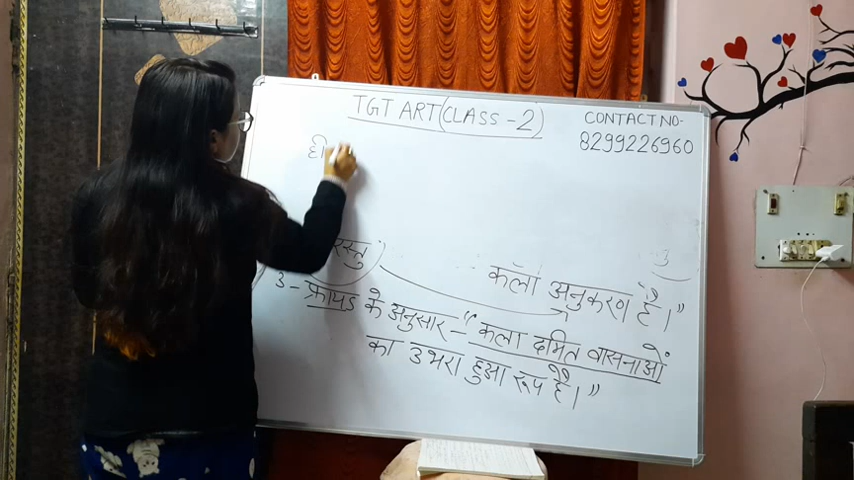 TGT ART (CLASS-2)
CONTACT NO-
8299226960
ही
रस्तु
कला अनुकरण है।”
3- फ्रायड के अनुसार - “कला दमित वासनाओं
का उभरा हुआ रूप है।”